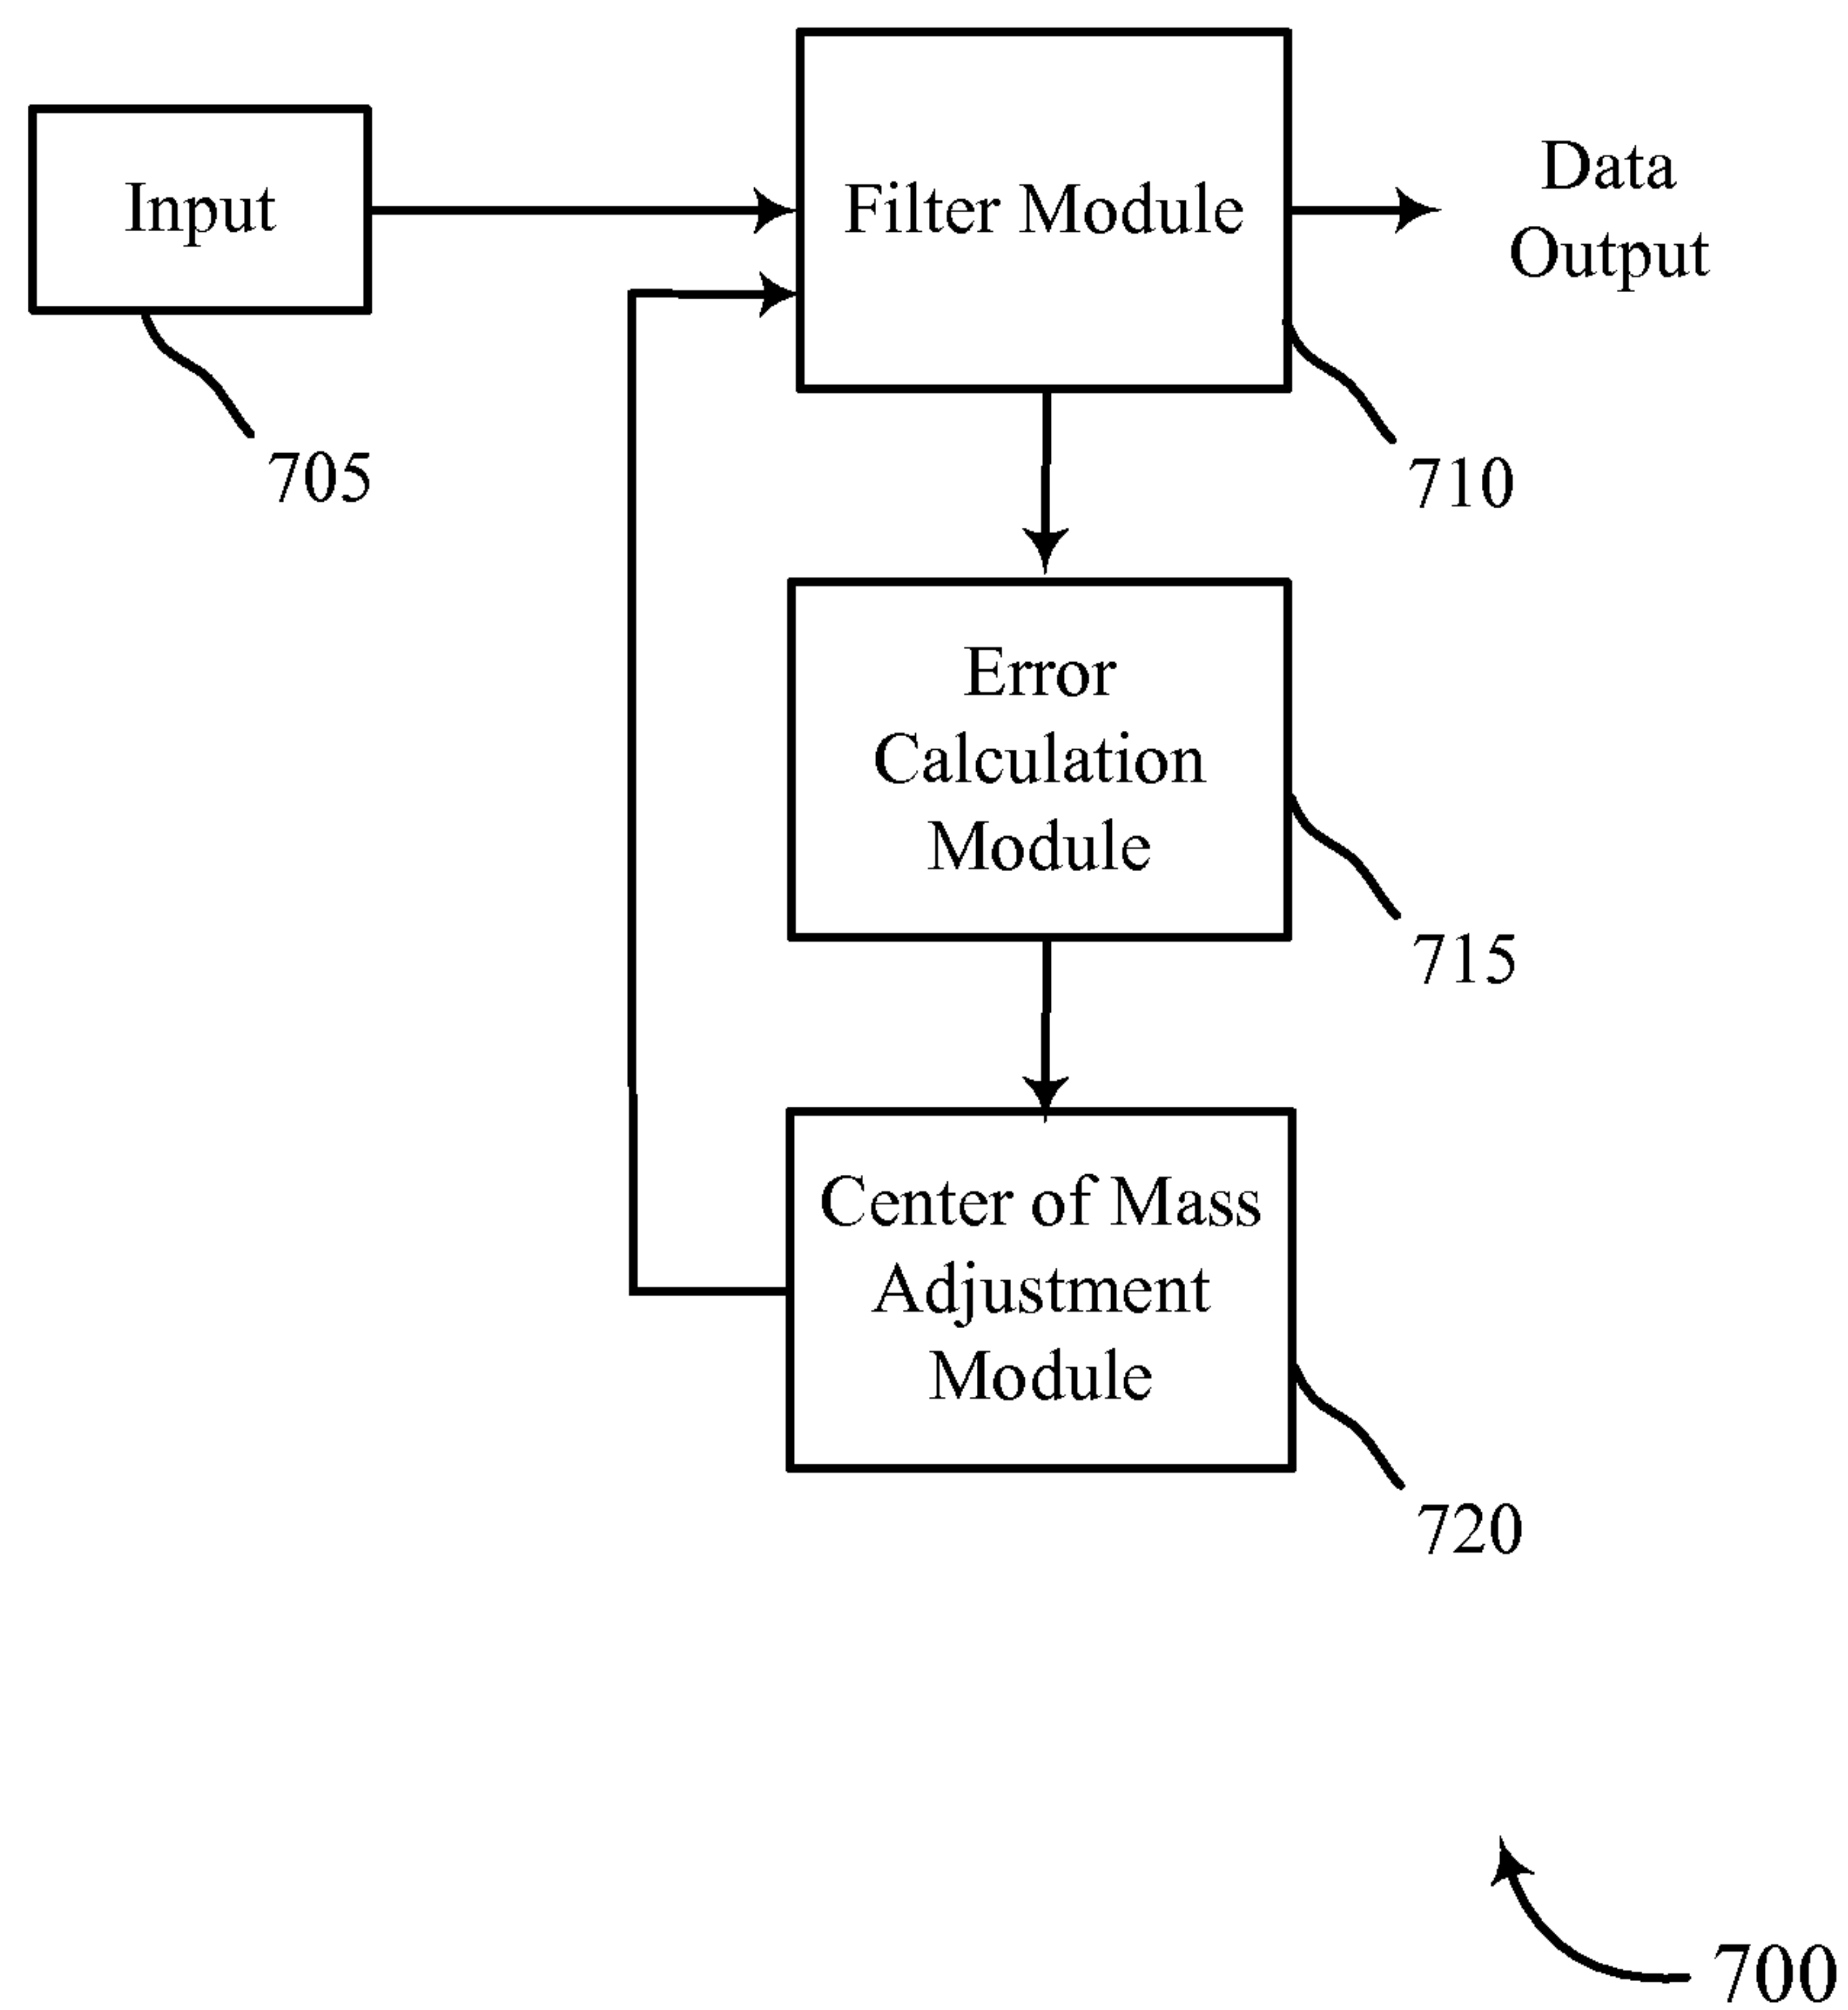 Input
Filter Module
Data
Output
705
710
Error
Calculation
Module
715
Center of Mass
Adjustment
Module
720
700